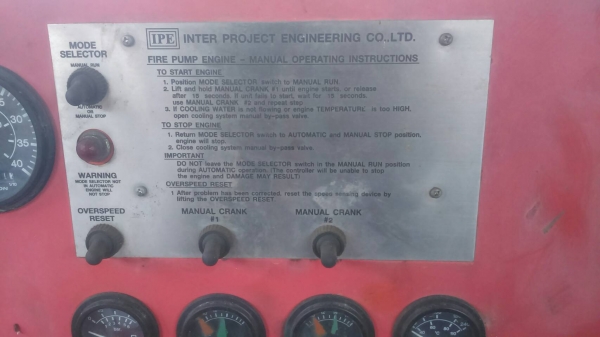 IPE INTER PROJECT ENGINEERING CO.,LTD.
FIRE PUMP ENGINE - MANUAL OPERATING INSTRUCTIONS
MODE
SELECTOR
MANUAL RUN
AUTOMATIC
OR
MANUAL STOP
WARNING
MODE SELECTOR NOT
IN AUTOMATIC
ENGINE WILL
NOT STOP
TO START ENGINE
1. Position MODE SELECTOR switch to MANUAL RUN.
2. Lift and hold MANUAL CRANK #1 until engine starts, or release
after 15 seconds. If unit fails to start, wait for 15 seconds,
use MANUAL CRANK #2 and repeat step
3. If COOLING WATER is not flowing or engine TEMPERATURE is too HIGH,
open cooling system manual by-pass valve.
TO STOP ENGINE
1. Return MODE SELECTOR switch to AUTOMATIC and MANUAL STOP position,
engine will stop.
2. Close cooling system manual by-pass valve.
IMPORTANT
DO NOT leave the MODE SELECTOR switch in the MANUAL RUN position
during AUTOMATIC operation. (The controller will be unable to stop
the engine and DAMAGE MAY RESULT)
OVERSPEED RESET
1 After problem has been corrected, reset the speed sensing device by
lifting the OVERSPEED RESET.
OVERSPEED
RESET
MANUAL CRANK
#1
MANUAL CRANK
#2
35
40